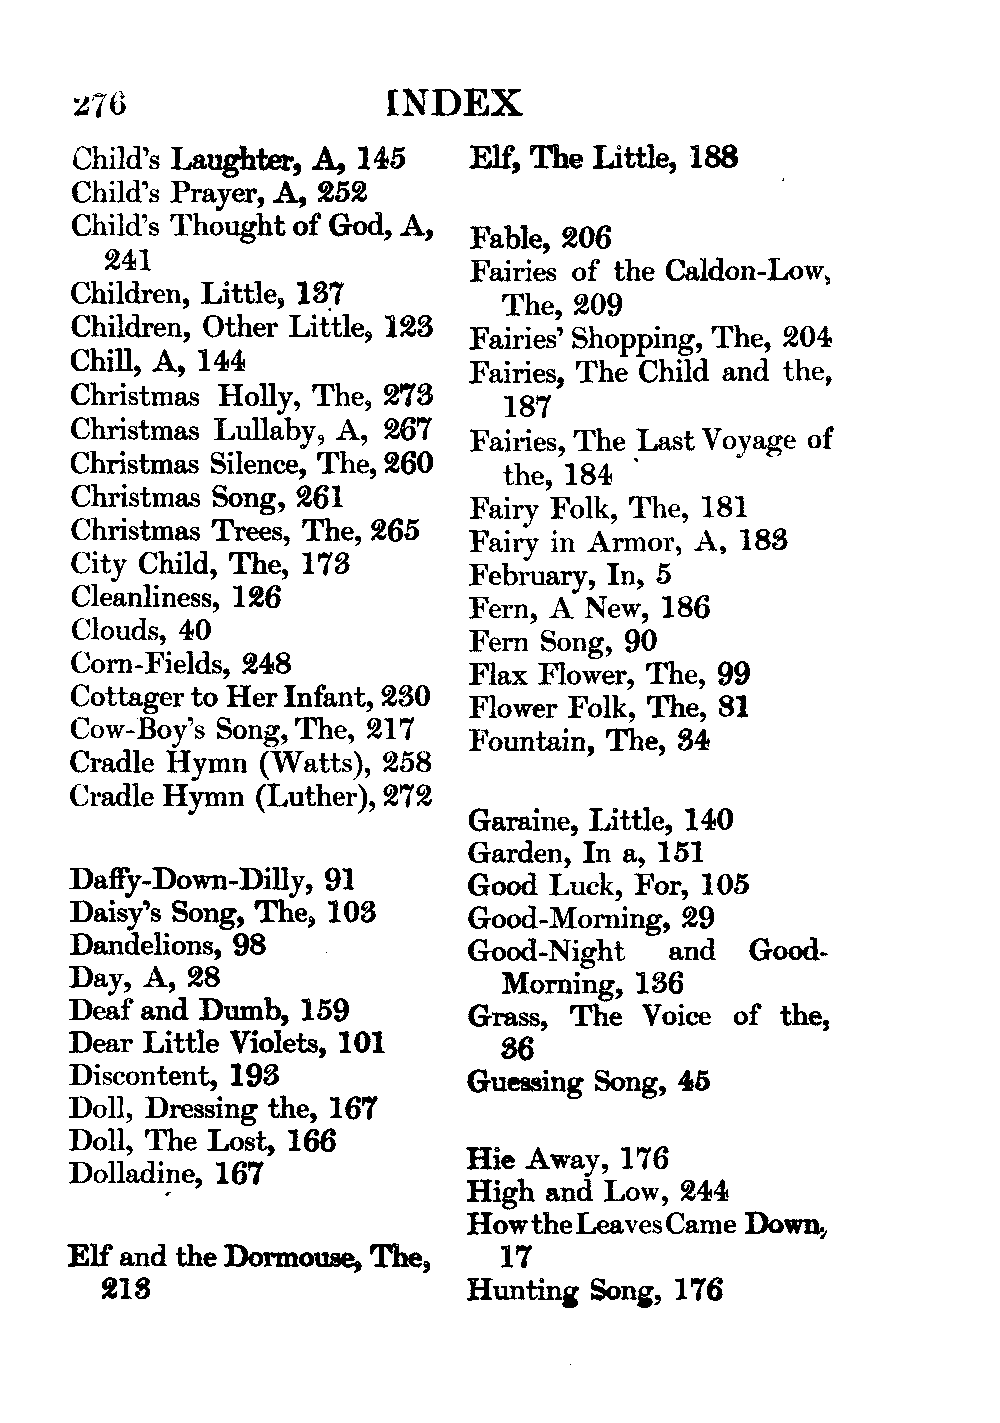 276 INDEX
Child's Laughter, A, 145
Child's Prayer, A, 252
Child's Thought of God, A,
241
Children, Little, 137
Children, Other Little, 123
Chill, A, 144
Christmas Holly, The, 273
Christmas Lullaby, A, 267
Christmas Silence, The, 260
Christmas Song, 261
Christmas Trees, The, 265
City Child, The, 173
Cleanliness, 126
Clouds, 40
Corn-Fields, 248
Cottager to Her Infant, 230
Cow-Boy's Song, The, 217
Cradle Hymn (Watts), 258
Cradle Hymn (Luther), 272
Daffy-Down-Dilly, 91
Daisy's Song, The, 103
Dandelions, 98
Day, A, 28
Deaf and Dumb, 159
Dear Little Violets, 101
Discontent, 193
Doll, Dressing the, 167
Doll, The Lost, 166
Dolladine, 167
Elf and the Dormouse, The,
213
Elf, The Little, 188
Fable, 206
Fairies of the Caldon-Low,
The, 209
Fairies' Shopping, The, 204
Fairies, The Child and the,
187
Fairies, The Last Voyage of
the, 184
Fairy Folk, The, 181
Fairy in Armor, A, 183
February, In, 5
Fern, A New, 186
Fern Song, 90
Flax Flower, The, 99
Flower Folk, The, 81
Fountain, The, 34
Garaine, Little, 140
Garden, In a, 151
Good Luck, For, 105
Good-Morning, 29
Good-Night and Good-
Morning, 136
Grass, The Voice of the,
36
Guessing Song, 45
Hie Away, 176
High and Low, 244
How the Leaves Came Down,
17
Hunting Song, 176